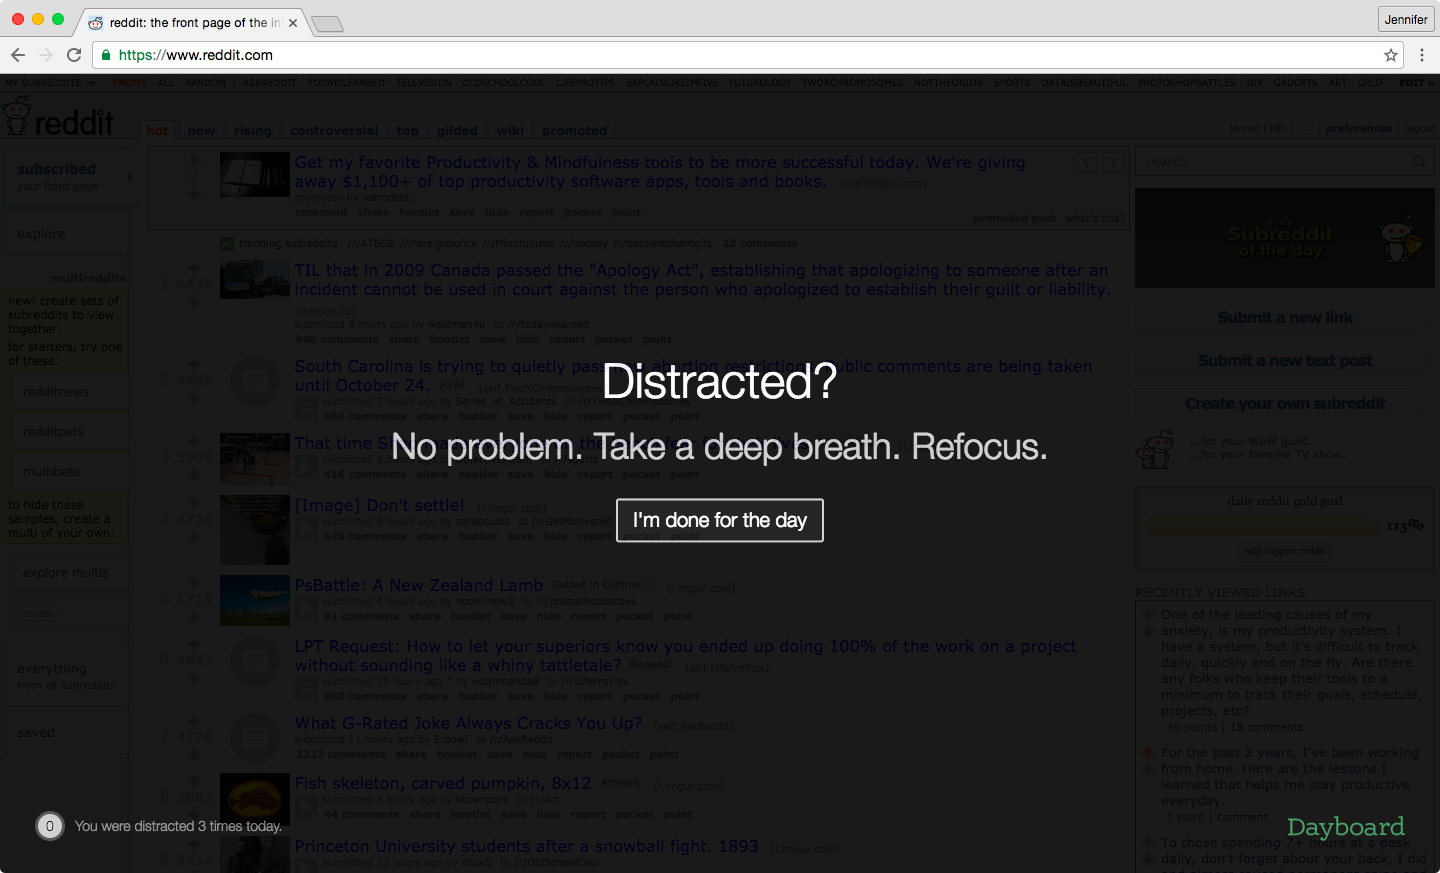 reddit: the front page of the int
Jennifer
https://www.reddit.com
MY SUBREDDITS FRONT - ALL - RANDOM | ASKREDDIT - TODAYILEARNED - TELEVISION - OLDSCHOOLCOOL - LIFEPROTIPS - EXPLAINLIKEIMFIVE - FUTUROLOGY - TWOXCHROMOSOMES - NOTTHEONION - SPORTS - DATAISBEAUTIFUL - PHOTOSHOPBATTLES - DIY - GADGETS - ART - UPLIF EDIT »
reddit hot new rising controversial top gilded wiki promoted
jennio (19) | preferences | logout
subscribed
your front page
explore
multireddits
new! create sets of
subreddits to view
together.
for starters, try one
of these:
redditnews
redditpets
multibeta
to hide these
samples, create a
multi of your own:
explore multis
create
everything
from all subreddits
saved
2
Get my favorite Productivity & Mindfulness tools to be more successful today. We're giving
away $1,100+ of top productivity software apps, tools and books. (marketdoc.com)
promoted by learndebt
comment share hootlet save hide report pocket point
promoted post what's this?
trending subreddits /r/ATBGE /r/foreignpolicy /r/Mindfulness /r/hockey /r/babyelephantgifs 22 comments
1 5529
TIL that in 2009 Canada passed the "Apology Act", establishing that apologizing to someone after an
incident cannot be used in court against the person who apologized to establish their guilt or liability.
(theloop.ca)
submitted 8 hours ago by waldman4u to /r/todayilearned
906 comments share hootlet save hide report pocket point
2 3869
South Carolina is trying to quietly pass abortion restrictions. Public comments are being taken
until October 24. /r/all (self.TwoXChromosomes)
submitted 7 hours ago by Series_of_Accidents to /r/TwoXChromosomes
684 comments share hootlet save hide report pocket point
Distracted?
3 5999
That time
416 comments share hootlet save hide report pocket point
No problem. Take a deep breath. Refocus.
4 4720
[Image] Don't settle! (i.imgur.com)
submitted 8 hours ago by saraboulos to /r/GetMotivated
545 comments share hootlet save hide report pocket point
I'm done for the day
5 1715
PsBattle: A New Zealand Lamb Cutout in Comme... (i.imgur.com)
submitted 4 hours ago by nothinnew2 to /r/photoshopbattles
91 comments share hootlet save hide report pocket point
6 4847
LPT Request: How to let your superiors know you ended up doing 100% of the work on a project
without sounding like a whiny tattletale? Request (self.LifeProTips)
submitted 10 hours ago * by woahmanda8 to /r/LifeProTips
960 comments share hootlet save hide report pocket point
7 4770
What G-Rated Joke Always Cracks You Up? (self.AskReddit)
submitted 11 hours ago by Erdowl to /r/AskReddit
3333 comments share hootlet save hide report pocket point
8 2002
Fish skeleton, carved pumpkin, 8x12 Artwork (i.imgur.com)
submitted 8 hours ago by ktownpark to /r/Art
44 comments share hootlet save hide report pocket point
9 5213
Princeton University students after a snowball fight. 1893 (i.imgur.com)
submitted 13 hours ago by dcuk5 to /r/OldSchoolCool
search
Tiny
Subreddit
of the day
Submit a new link
Submit a new text post
Create your own subreddit
...for your WoW guild.
...for your favorite TV show.
daily reddit gold goal
113%
help support reddit
RECENTLY VIEWED LINKS
One of the leading causes of my
anxiety, is my productivity system. I
have a system, but it's difficult to track
daily, quickly and on the fly. Are there
any folks who keep their tools to a
minimum to track their goals, schedule,
projects, etc?
49 points | 18 comments
For the past 2 years, I've been working
from home. Here are the lessons I
learned that helps me stay productive
everyday.
1 point | comment
To those spending 7+ hours at a desk
daily, don't forget about your back, I did
0 You were distracted 3 times today.
Dayboard